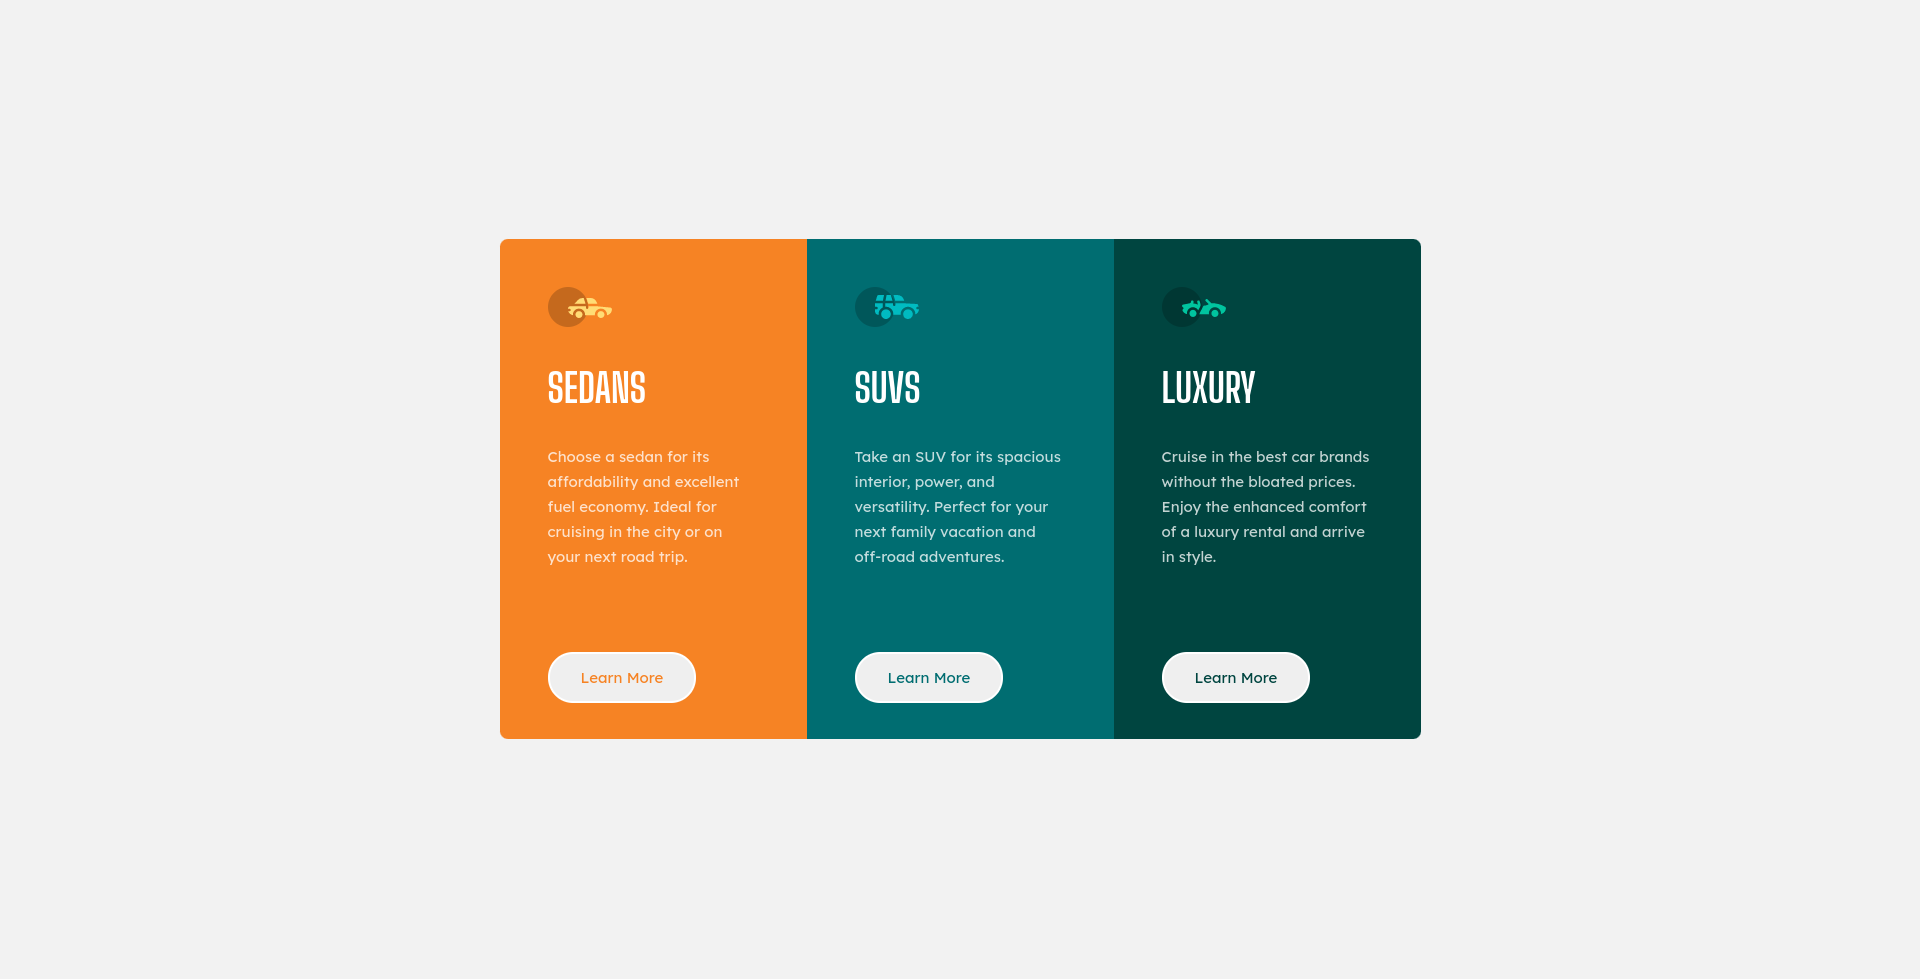 SEDANS
Choose a sedan for its
affordability and excellent
fuel economy. Ideal for
cruising in the city or on
your next road trip.
Learn More
SUVS
Take an SUV for its spacious
interior, power, and
versatility. Perfect for your
next family vacation and
off-road adventures.
Learn More
LUXURY
Cruise in the best car brands
without the bloated prices.
Enjoy the enhanced comfort
of a luxury rental and arrive
in style.
Learn More